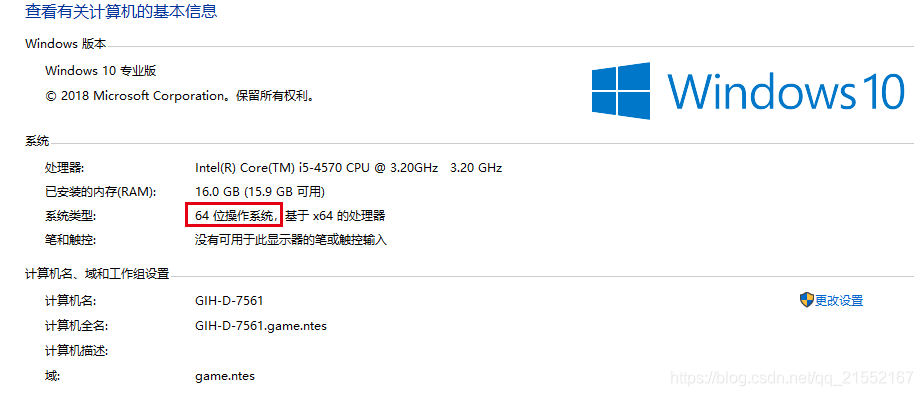 查看有关计算机的基本信息
Windows 版本
Windows 10 专业版
© 2018 Microsoft Corporation。保留所有权利。
Windows 10
系统
处理器: Intel(R) Core(TM) i5-4570 CPU @ 3.20GHz 3.20 GHz
已安装的内存(RAM): 16.0 GB (15.9 GB 可用)
系统类型: 64 位操作系统, 基于 x64 的处理器
笔和触控: 没有可用于此显示器的笔或触控输入
计算机名、域和工作组设置
计算机名: GIH-D-7561 更改设置
计算机全名: GIH-D-7561.game.ntes
计算机描述:
域: game.ntes
https://blog.csdn.net/qq_21552167